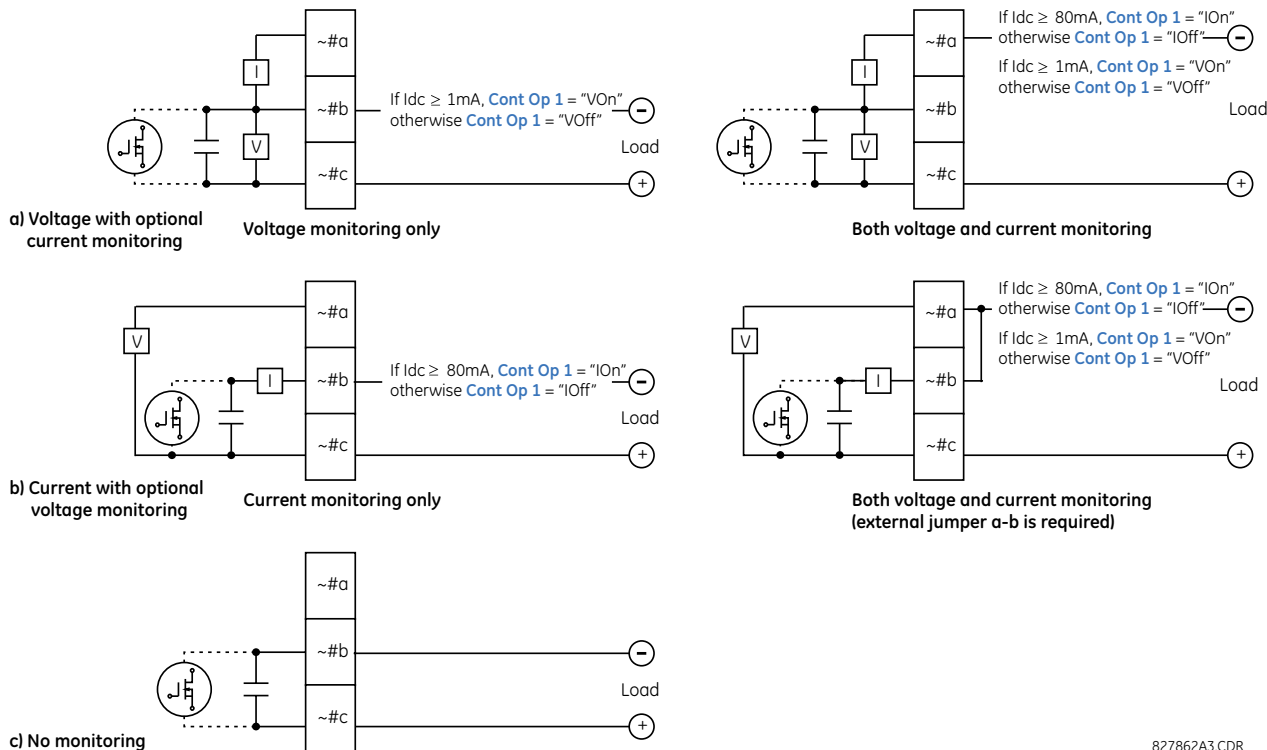 ~#a
I
~#b
V
~#c
If Idc ≥ 1mA, Cont Op 1 = “VOn”
otherwise Cont Op 1 = “VOff”
−
Load
+
a) Voltage with optional
current monitoring
Voltage monitoring only
~#a
I
~#b
V
~#c
If Idc ≥ 80mA, Cont Op 1 = “IOn”
otherwise Cont Op 1 = “IOff”
−
If Idc ≥ 1mA, Cont Op 1 = “VOn”
otherwise Cont Op 1 = “VOff”
Load
+
Both voltage and current monitoring
~#a
V
I
~#b
~#c
If Idc ≥ 80mA, Cont Op 1 = “IOn”
otherwise Cont Op 1 = “IOff”
−
Load
+
b) Current with optional
voltage monitoring
Current monitoring only
~#a
V
I
~#b
~#c
If Idc ≥ 80mA, Cont Op 1 = “IOn”
otherwise Cont Op 1 = “IOff”
−
If Idc ≥ 1mA, Cont Op 1 = “VOn”
otherwise Cont Op 1 = “VOff”
Load
+
Both voltage and current monitoring
(external jumper a-b is required)
~#a
~#b
~#c
−
Load
+
c) No monitoring
827862A3.CDR